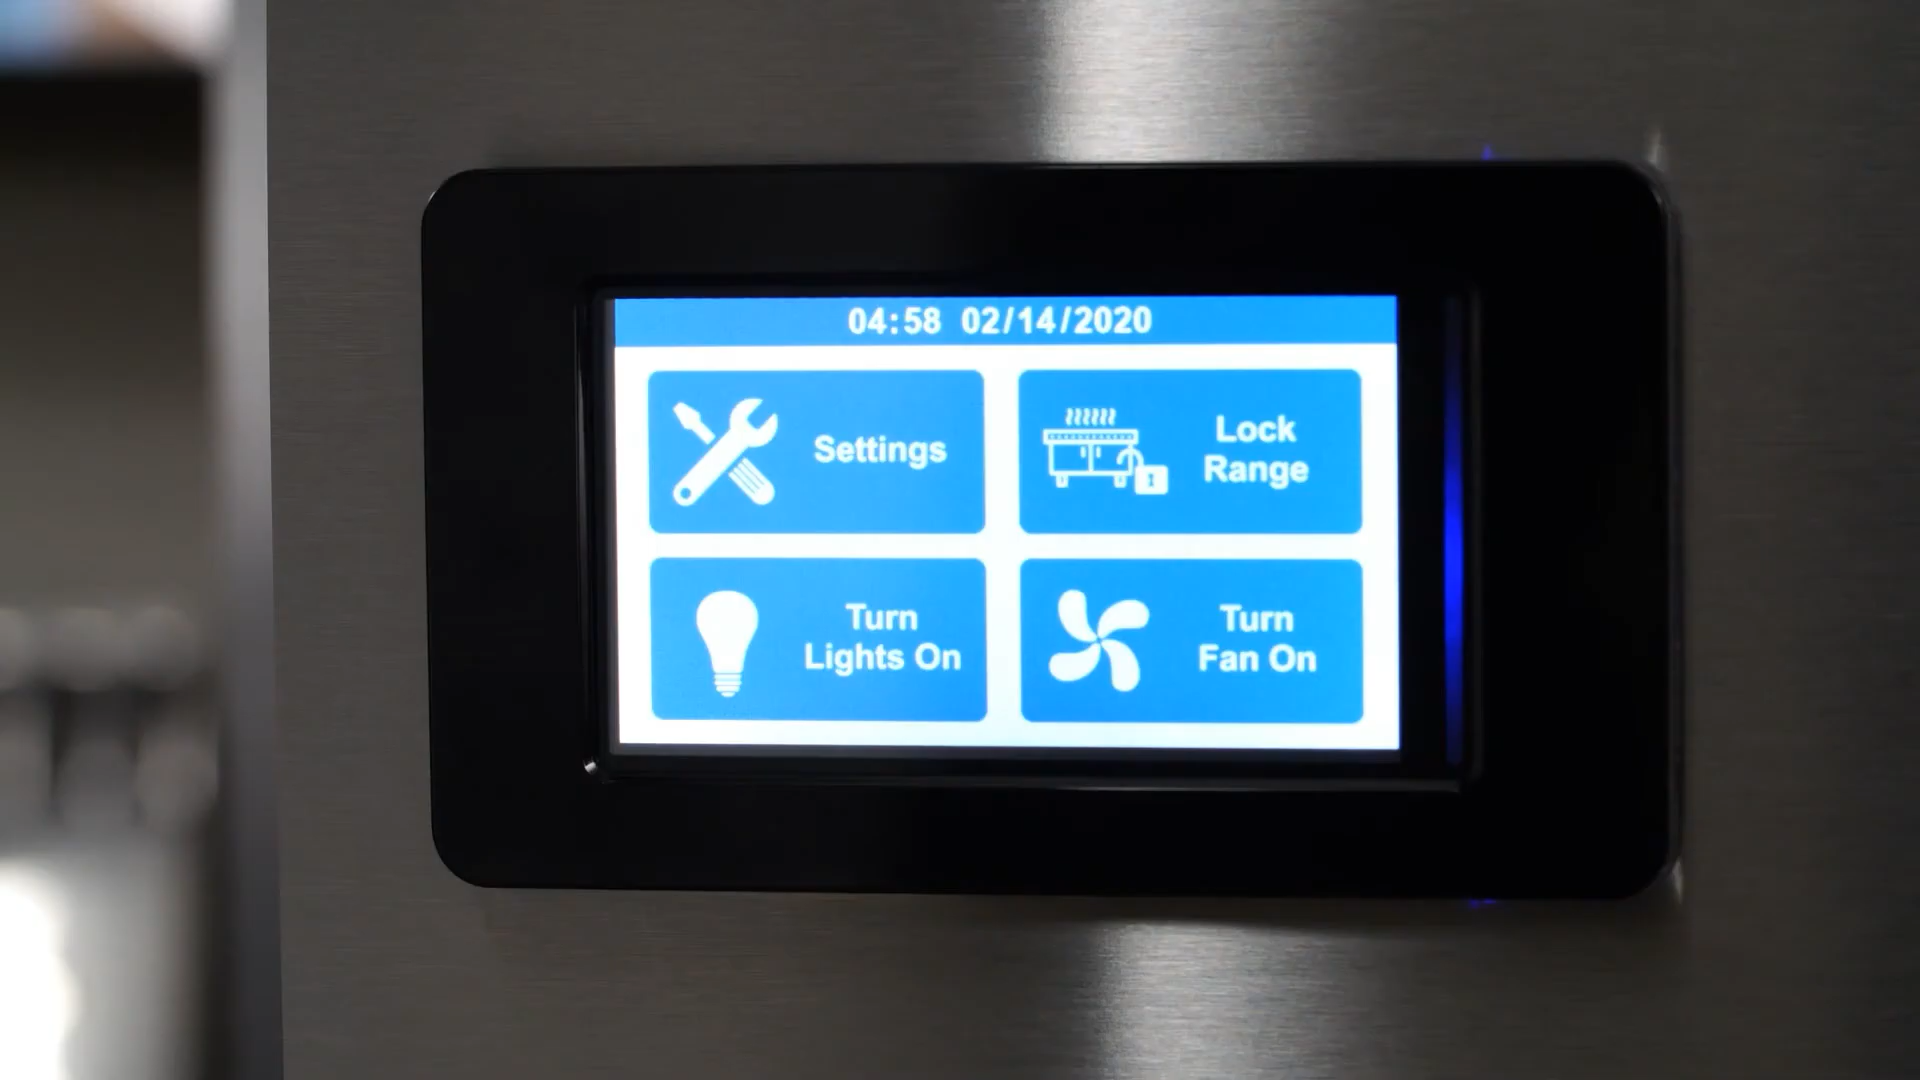 04:58 02/14/2020
Settings
Lock
Range
Turn
Lights On
Turn
Fan On